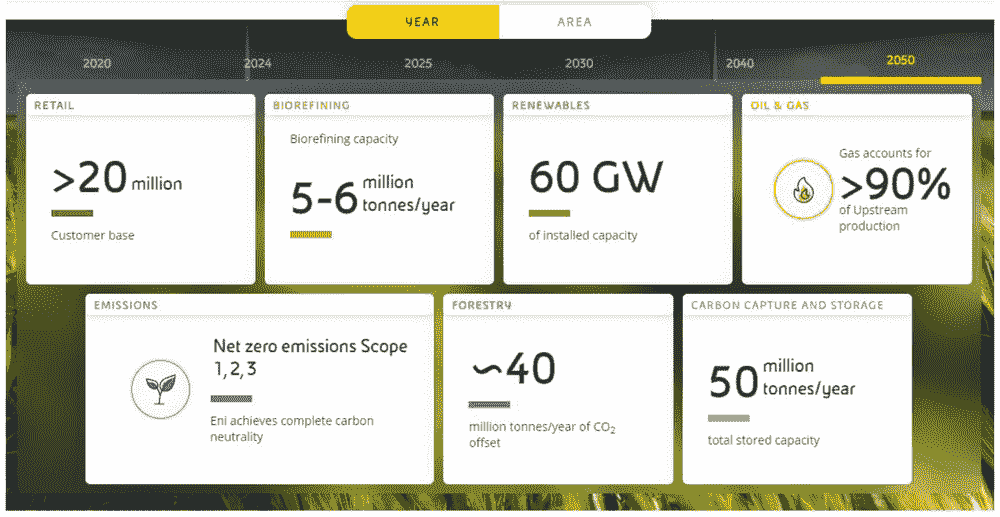 YEAR
AREA
2020
2024
2025
2030
2040
2050
RETAIL
>20 million
Customer base
BIOREFINING
Biorefining capacity
5-6 million
tonnes/year
RENEWABLES
60 GW
of installed capacity
OIL & GAS
Gas accounts for
>90%
of Upstream
production
EMISSIONS
Net zero emissions Scope
1, 2, 3
Eni achieves complete carbon
neutrality
FORESTRY
~40
million tonnes/year of CO₂
offset
CARBON CAPTURE AND STORAGE
50 million
tonnes/year
total stored capacity